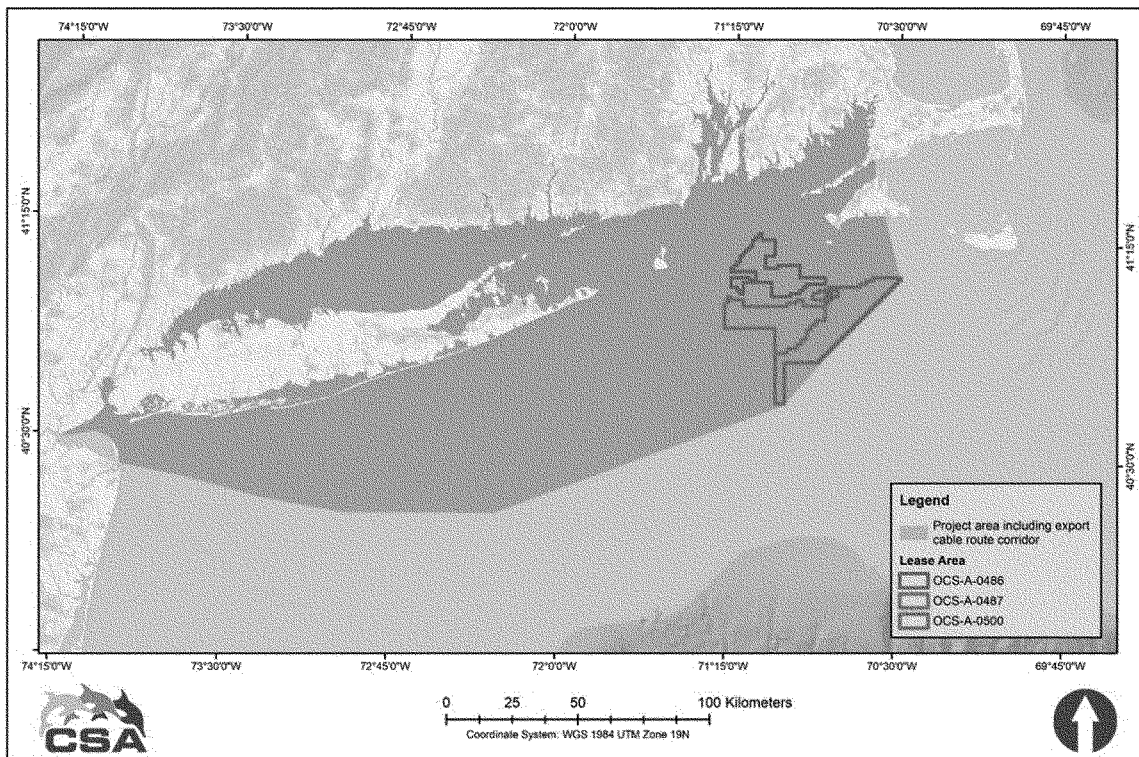 74°15'0"W 73°30'0"W 72°45'0"W 72°0'0"W 71°15'0"W 70°30'0"W 69°45'0"W
41°15'0"N
41°15'0"N
40°30'0"N
40°30'0"N
Legend
Project area including export
cable route corridor
Lease Area
OCS-A-0486
OCS-A-0487
OCS-A-0500
74°15'0"W 73°30'0"W 72°45'0"W 72°0'0"W 71°15'0"W 70°30'0"W 69°45'0"W
CSA
0 25 50 100 Kilometers
Coordinate System: WGS 1984 UTM Zone 19N